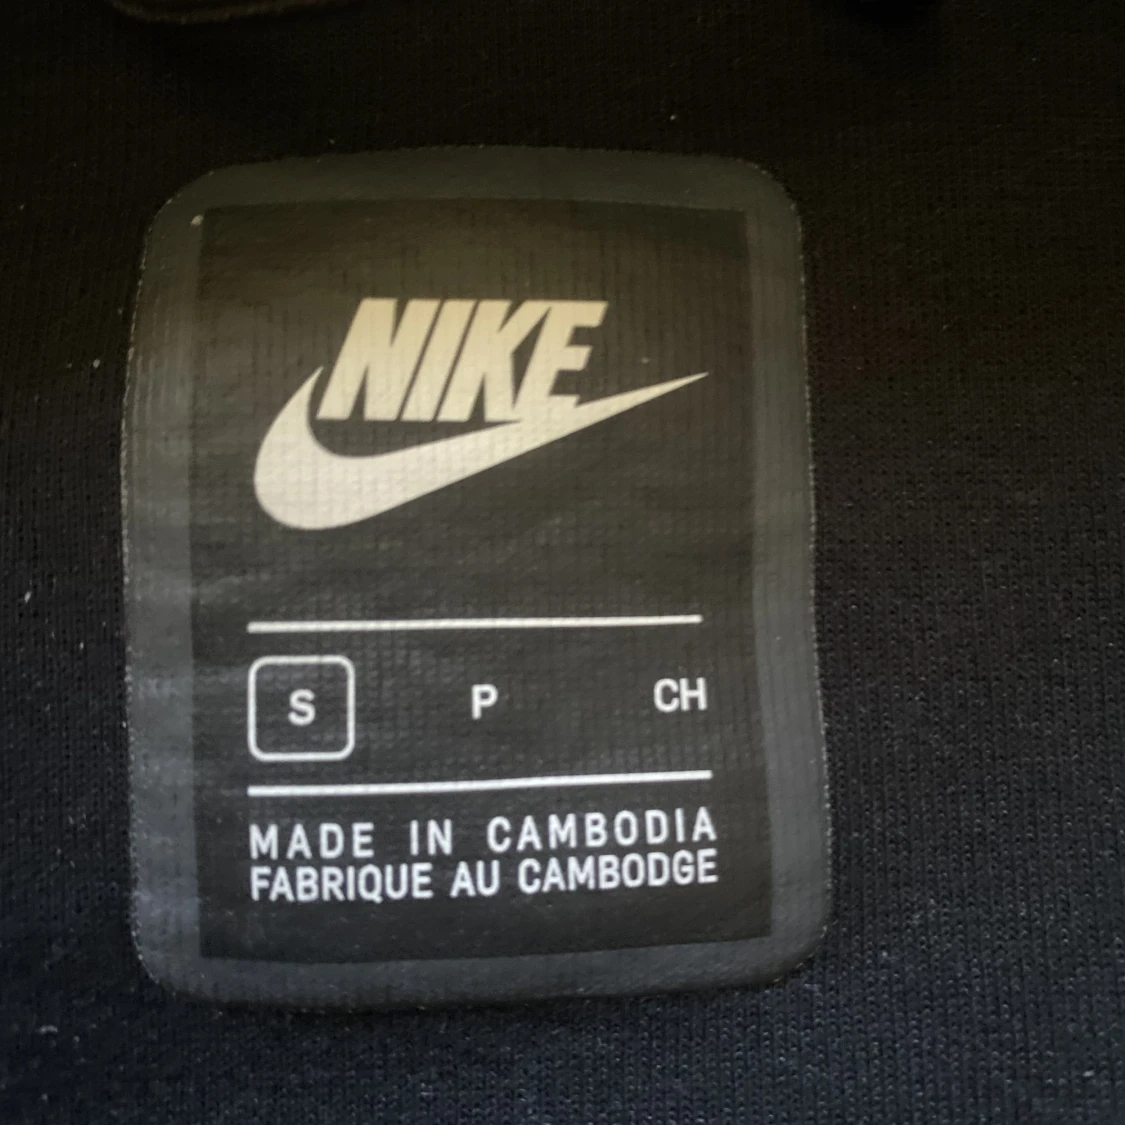 NIKE
S P CH
MADE IN CAMBODIA
FABRIQUE AU CAMBODGE